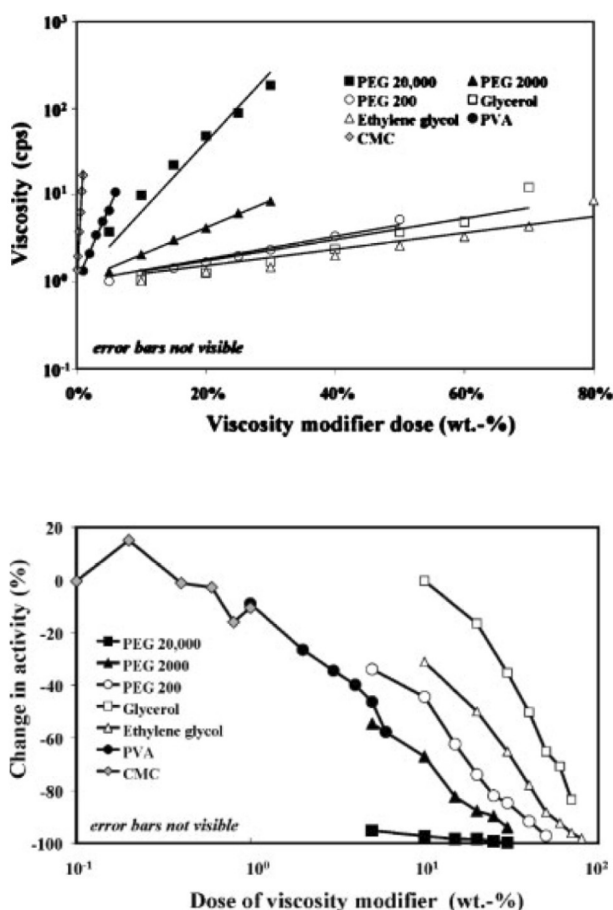 10³
10²
10¹
10⁰
10⁻¹
Viscosity (cps)
PEG 20,000 PEG 2000
PEG 200 Glycerol
Ethylene glycol PVA
CMC
error bars not visible
0% 20% 40% 60% 80%
Viscosity modifier dose (wt.-%)
20
0
-20
-40
-60
-80
-100
Change in activity (%)
PEG 20,000
PEG 2000
PEG 200
Glycerol
Ethylene glycol
PVA
CMC
error bars not visible
10⁻¹ 10⁰ 10¹ 10²
Dose of viscosity modifier (wt.-%)